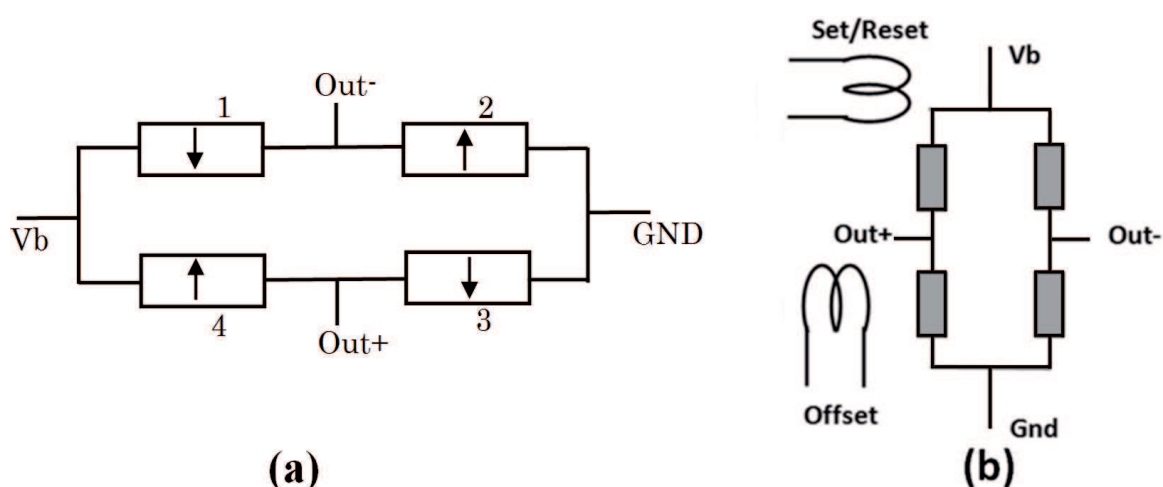 Out-
1
2
Vb
GND
4
3
Out+
(a)
Set/Reset
Vb
Out+
Out-
Offset
Gnd
(b)